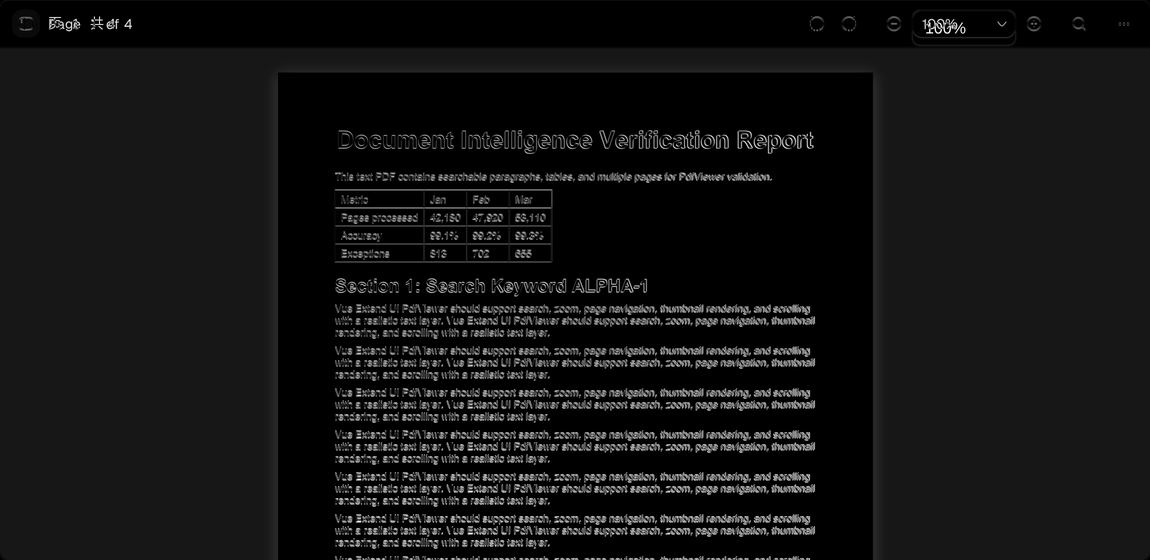 Page of 4
100%
Document Intelligence Verification Report
This text PDF contains searchable paragraphs, tables, and multiple pages for PdfViewer validation.
Metric Jan Feb Mar
Pages processed 42,180 47,920 53,110
Accuracy 99.1% 99.2% 99.3%
Exceptions 702
Section 1: Search Keyword ALPHA-1
Vue Extend UI PdfViewer should support search, zoom, page navigation, thumbnail rendering, and scrolling
with a realistic text layer. Vue Extend UI PdfViewer should support search, zoom, page navigation, thumbnail
rendering, and scrolling with a realistic text layer.
Vue Extend UI PdfViewer should support search, zoom, page navigation, thumbnail rendering, and scrolling
with a realistic text layer. Vue Extend UI PdfViewer should support search, zoom, page navigation, thumbnail
rendering, and scrolling with a realistic text layer.
Vue Extend UI PdfViewer should support search, zoom, page navigation, thumbnail rendering, and scrolling
with a realistic text layer. Vue Extend UI PdfViewer should support search, zoom, page navigation, thumbnail
rendering, and scrolling with a realistic text layer.
Vue Extend UI PdfViewer should support search, zoom, page navigation, thumbnail rendering, and scrolling
with a realistic text layer. Vue Extend UI PdfViewer should support search, zoom, page navigation, thumbnail
rendering, and scrolling with a realistic text layer.
Vue Extend UI PdfViewer should support search, zoom, page navigation, thumbnail rendering, and scrolling
with a realistic text layer. Vue Extend UI PdfViewer should support search, zoom, page navigation, thumbnail
rendering, and scrolling with a realistic text layer.
Vue Extend UI PdfViewer should support search, zoom, page navigation, thumbnail rendering, and scrolling
with a realistic text layer. Vue Extend UI PdfViewer should support search, zoom, page navigation, thumbnail
rendering, and scrolling with a realistic text layer.